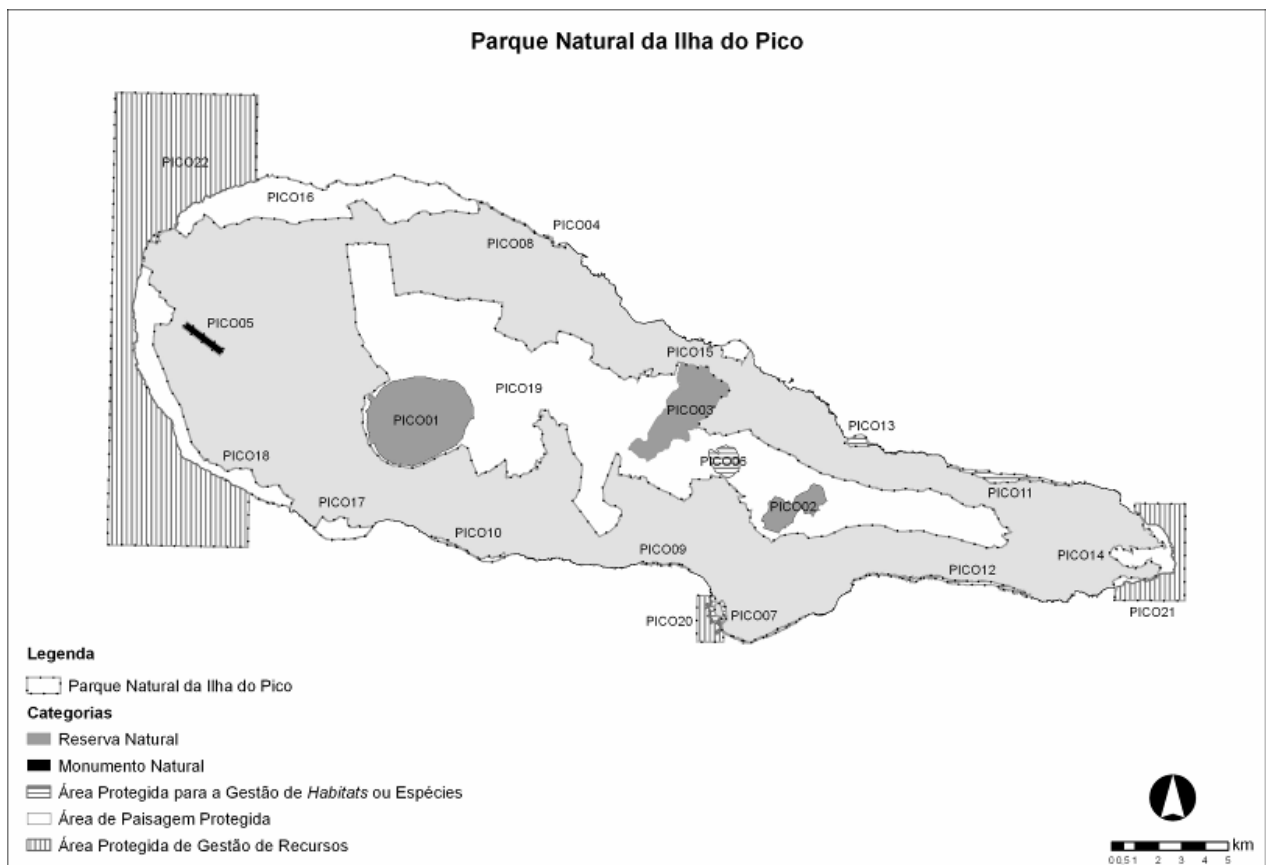 Parque Natural da Ilha do Pico
PICO22
PICO16
PICO04
PICO08
PICO05
PICO15
PICO19
PICO03
PICO01
PICO13
PICO18
PICO06
PICO11
PICO17
PICO02
PICO10
PICO09
PICO14
PICO12
PICO20
PICO07
PICO21
Legenda
Parque Natural da Ilha do Pico
Categorias
Reserva Natural
Monumento Natural
Área Protegida para a Gestão de Habitats ou Espécies
Área de Paisagem Protegida
Área Protegida de Gestão de Recursos
km
0 0,5 1 2 3 4 5